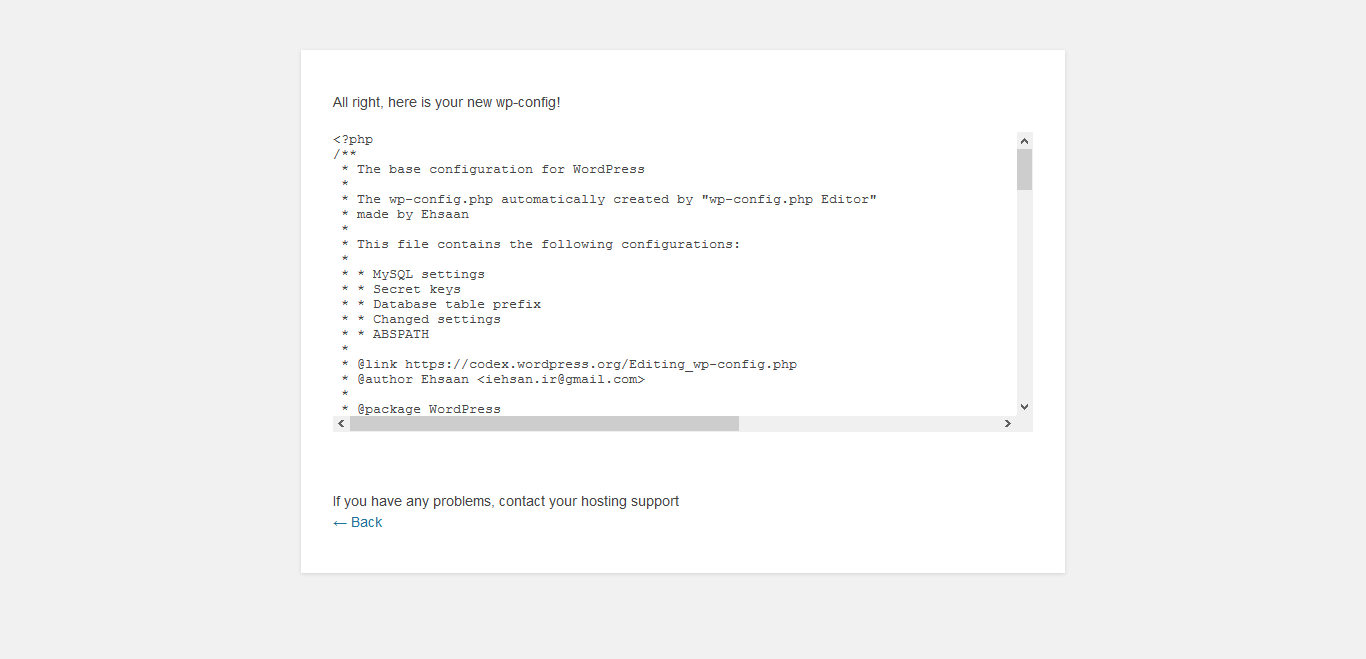 All right, here is your new wp-config!
<?php
/**
 * The base configuration for WordPress
 *
 * The wp-config.php automatically created by "wp-config.php Editor"
 * made by Ehsaan
 *
 * This file contains the following configurations:
 *
 * * MySQL settings
 * * Secret keys
 * * Database table prefix
 * * Changed settings
 * * ABSPATH
 *
 * @link https://codex.wordpress.org/Editing_wp-config.php
 * @author Ehsaan <iehsan.ir@gmail.com>
 *
 * @package WordPress
If you have any problems, contact your hosting support
← Back